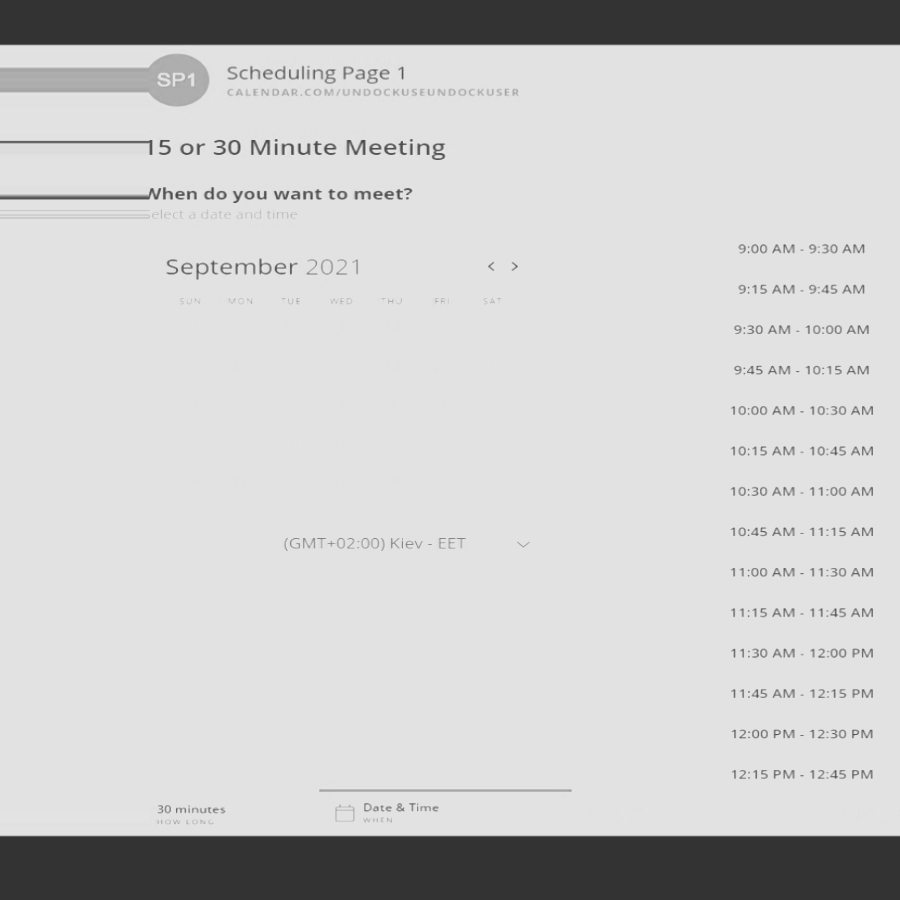 SP1
Scheduling Page 1
CALENDAR.COM/UNDOCKUSEUNDOCKUSER
15 or 30 Minute Meeting
When do you want to meet?
elect a date and time
September 2021 < >
SUN MON TUE WED THU FRI SAT
(GMT+02:00) Kiev - EET
9:00 AM - 9:30 AM
9:15 AM - 9:45 AM
9:30 AM - 10:00 AM
9:45 AM - 10:15 AM
10:00 AM - 10:30 AM
10:15 AM - 10:45 AM
10:30 AM - 11:00 AM
10:45 AM - 11:15 AM
11:00 AM - 11:30 AM
11:15 AM - 11:45 AM
11:30 AM - 12:00 PM
11:45 AM - 12:15 PM
12:00 PM - 12:30 PM
12:15 PM - 12:45 PM
30 minutes
HOW LONG
Date & Time
WHEN